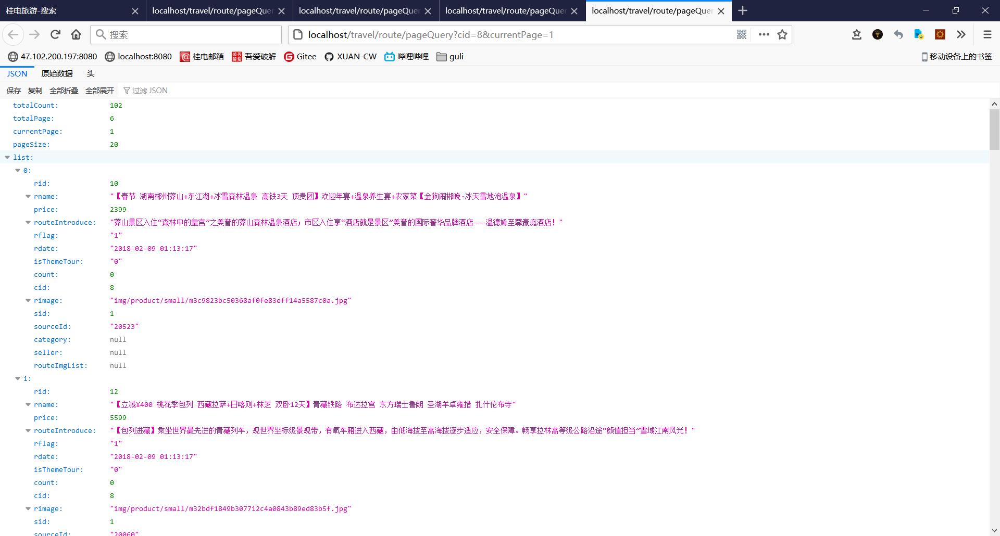 桂电旅游-搜索
localhost/travel/route/pageQuer
localhost/travel/route/pageQuer
localhost/travel/route/pageQuer
localhost/travel/route/pageQuer
搜索
localhost/travel/route/pageQuery?cid=8&currentPage=1
47.102.200.197:8080 localhost:8080 桂电邮箱 吾爱破解 Gitee XUAN-CW 哔哩哔哩 guli 移动设备上的书签
JSON 原始数据 头
保存 复制 全部折叠 全部展开 过滤 JSON
totalCount: 102
totalPage: 6
currentPage: 1
pageSize: 20
list:
0:
rid: 10
rname: "【春节 湖南郴州莽山+东江湖+冰雪森林温泉 高铁3天 顶贵团】欢迎年宴+温泉养生宴+农家菜【金狗闹郴晚·冰天雪地泡温泉】"
price: 2399
routeIntroduce: "莽山景区入住“森林中的皇宫”之美誉的莽山森林温泉酒店；市区入住享“酒店就是景区”美誉的国际奢华品牌酒店---温德姆至尊豪庭酒店！"
rflag: "1"
rdate: "2018-02-09 01:13:17"
isThemeTour: "0"
count: 0
cid: 8
rimage: "img/product/small/m3c9823bc50368af0fe83eff14a5587c0a.jpg"
sid: 1
sourceId: "20523"
category: null
seller: null
routeImgList: null
1:
rid: 12
rname: "【立减¥400 桃花季包列 西藏拉萨+日喀则+林芝 双卧12天】青藏铁路 布达拉宫 东方瑞士鲁朗 圣湖羊卓雍措 扎什伦布寺"
price: 5599
routeIntroduce: "【包列进藏】乘坐世界最先进的青藏列车，观世界坐标级景观带，有氧车厢进入西藏，由低海拔至高海拔逐步适应，安全保障。畅享拉林高等级公路沿途“颜值担当”雪域江南风光！"
rflag: "1"
rdate: "2018-02-09 01:13:17"
isThemeTour: "0"
count: 0
cid: 8
rimage: "img/product/small/m32bdf1849b307712c4a0843b89ed83b5f.jpg"
sid: 1
sourceId: "20060"